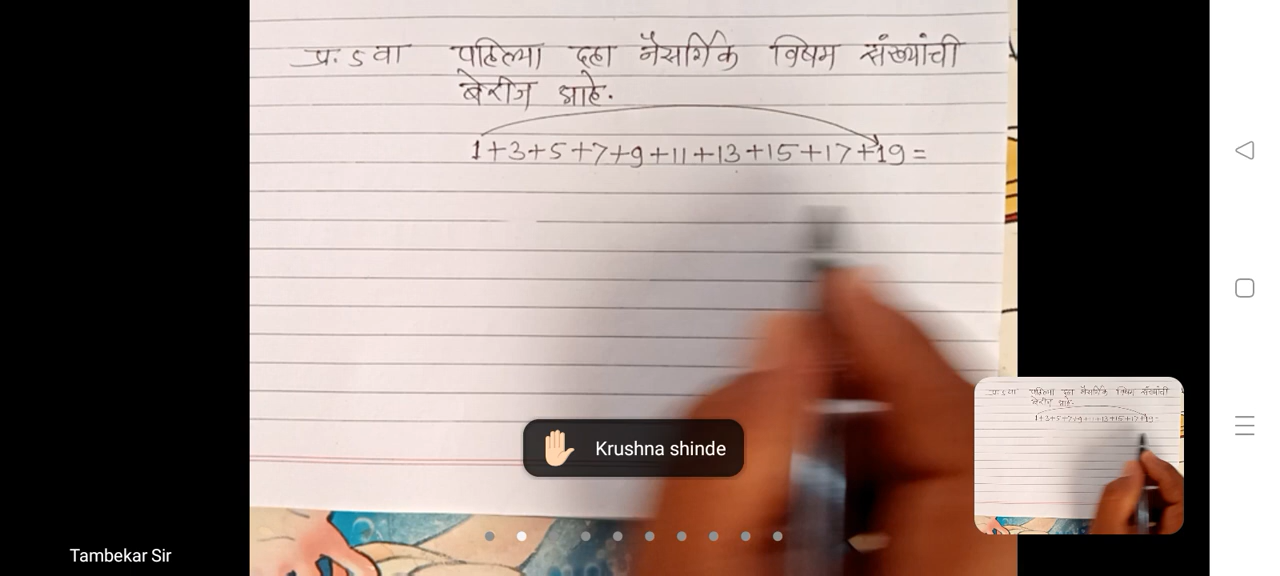 प्र. 5 वा पहिल्या दहा नैसर्गिक विषम संख्यांची
बेरीज आहे.
1+3+5+7+9+11+13+15+17+19=
Krushna shinde
Tambekar Sir